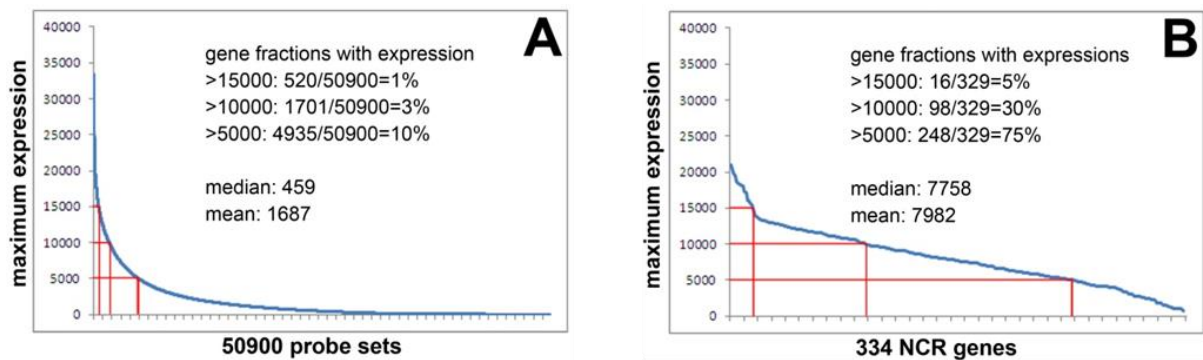 A
maximum expression
40000
35000
30000
25000
20000
15000
10000
5000
0
gene fractions with expression
>15000: 520/50900=1%
>10000: 1701/50900=3%
>5000: 4935/50900=10%
median: 459
mean: 1687
50900 probe sets
B
maximum expression
40000
35000
30000
25000
20000
15000
10000
5000
0
gene fractions with expressions
>15000: 16/329=5%
>10000: 98/329=30%
>5000: 248/329=75%
median: 7758
mean: 7982
334 NCR genes